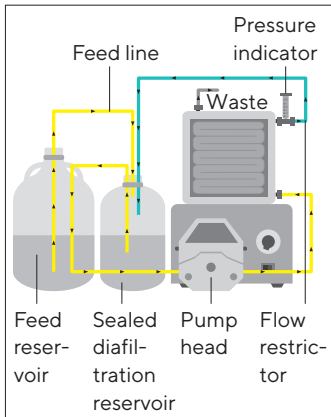 Pressure
indicator
Feed line
Waste
Feed
reser-
voir
Sealed
diafil-
tration
reservoir
Pump
head
Flow
restric-
tor